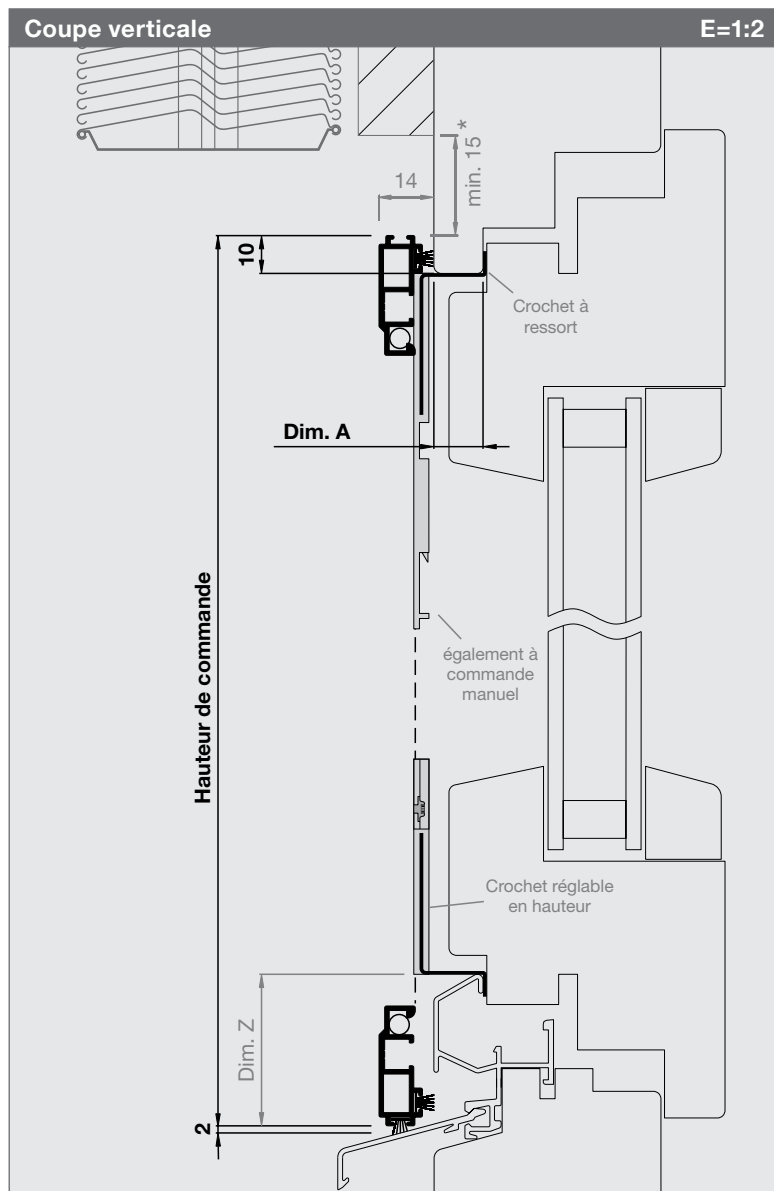 Coupe verticale E=1:2
min. 15*
14
10
Crochet à
ressort
Dim. A
Hauteur de commande
également à
commande
manuel
Crochet réglable
en hauteur
Dim. Z
2